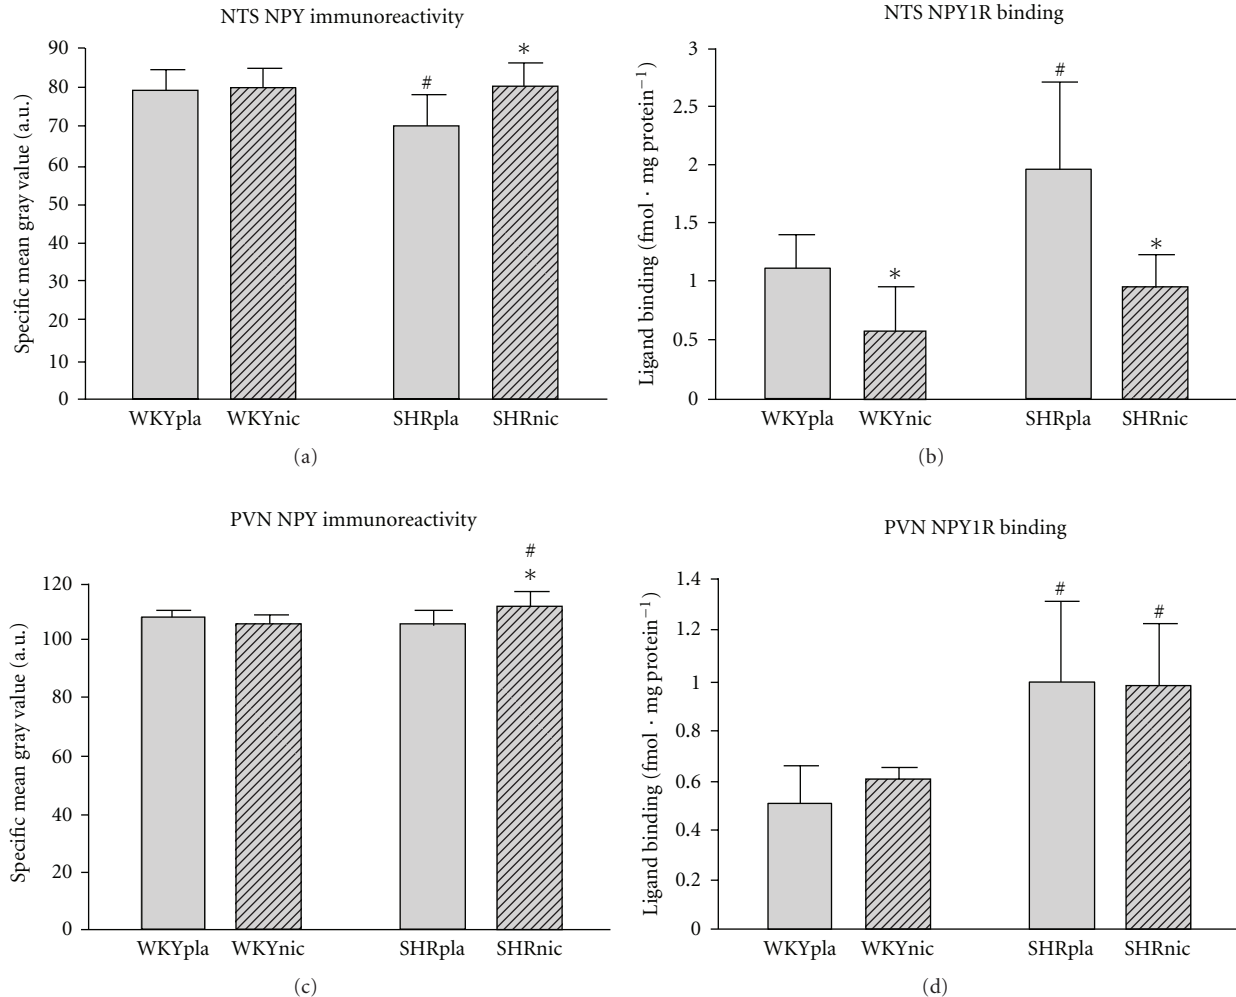 NTS NPY immunoreactivity
Specific mean gray value (a.u.)
90
80
70
60
50
40
30
20
10
0
#
*
WKYpla WKYnic SHRpla SHRnic
(a)
NTS NPY1R binding
Ligand binding (fmol · mg protein⁻¹)
3
2.5
2
1.5
1
0.5
0
*
#
*
WKYpla WKYnic SHRpla SHRnic
(b)
PVN NPY immunoreactivity
Specific mean gray value (a.u.)
120
100
80
60
40
20
0
#
*
WKYpla WKYnic SHRpla SHRnic
(c)
PVN NPY1R binding
Ligand binding (fmol · mg protein⁻¹)
1.4
1.2
1
0.8
0.6
0.4
0.2
0
#
#
WKYpla WKYnic SHRpla SHRnic
(d)